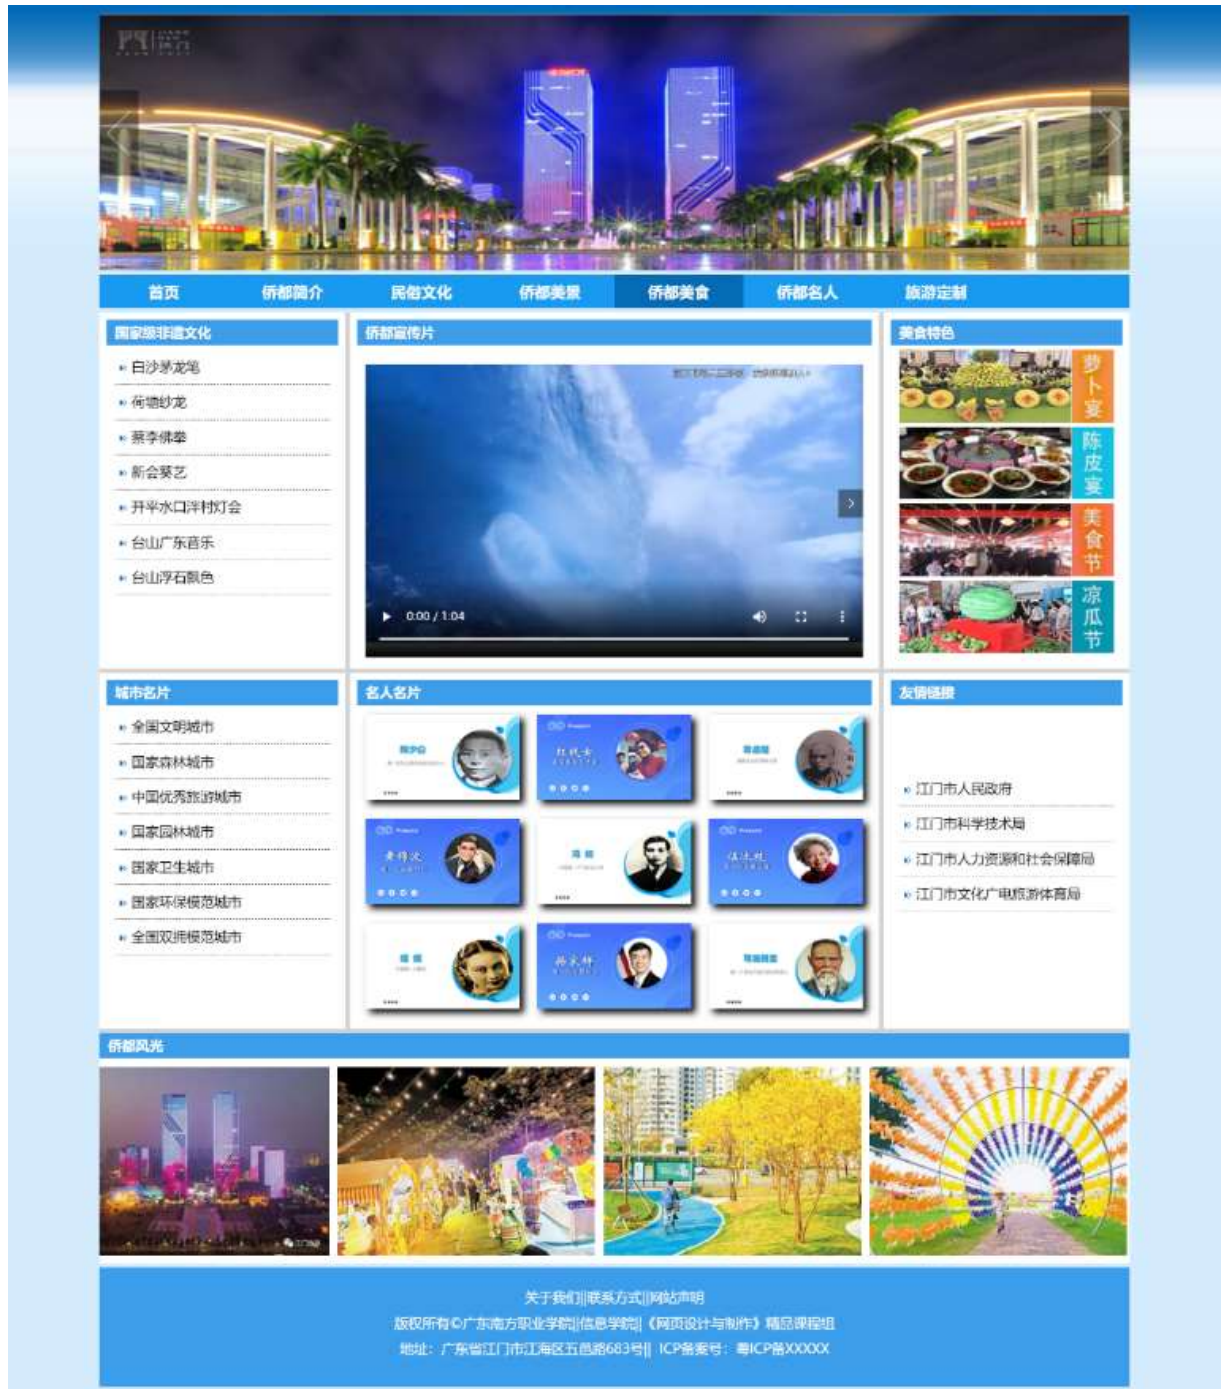 首页 侨都简介 民俗文化 侨都美景 侨都美食 侨都名人 旅游定制
国家级非遗文化
白沙茅龙笔
荷塘纱龙
蔡李佛拳
新会葵艺
开平水口泮村灯会
台山广东音乐
台山浮石飘色
侨都宣传片
0:00 / 1:04
美食特色
萝卜宴
陈皮宴
美食节
凉瓜节
城市名片
全国文明城市
国家森林城市
中国优秀旅游城市
国家园林城市
国家卫生城市
国家环保模范城市
全国双拥模范城市
名人名片
友情链接
江门市人民政府
江门市科学技术局
江门市人力资源和社会保障局
江门市文化广电旅游体育局
侨都风光
关于我们||联系方式||网站声明
版权所有©广东南方职业学院||信息学院||《网页设计与制作》精品课程组
地址：广东省江门市江海区五邑路683号|| ICP备案号：粤ICP备XXXXX